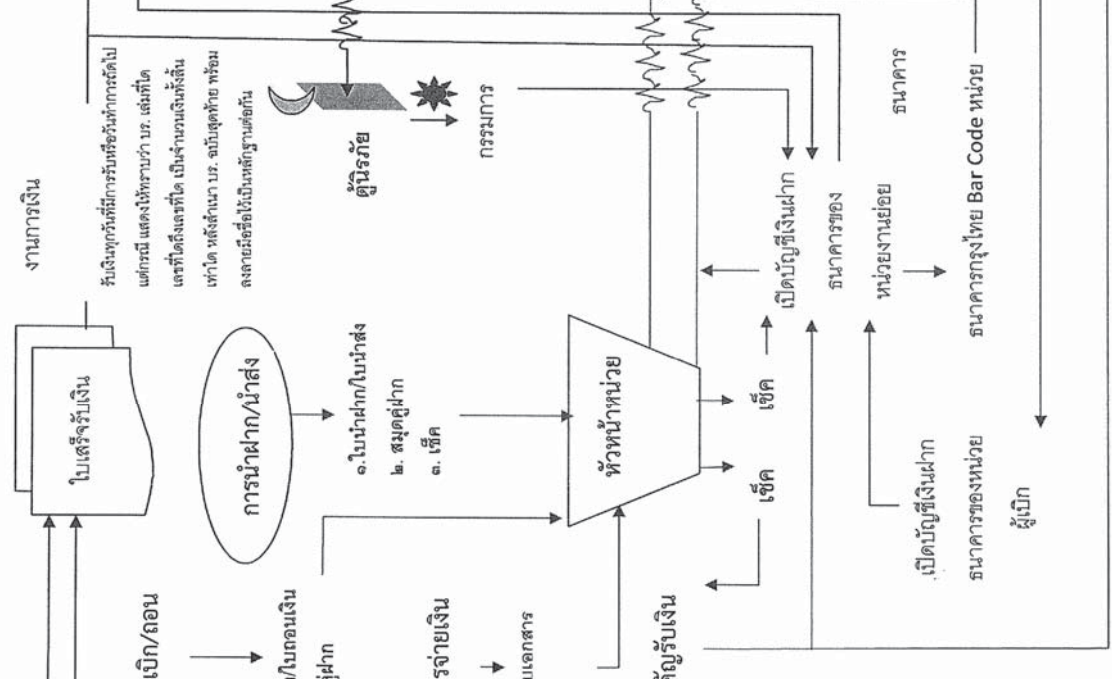 งานการเงิน
ใบเสร็จรับเงิน
รับเงินทุกวันที่มีการรับหรือวันทำการถัดไป
แต่กรณี แสดงให้ทราบว่า บร. เล่มที่ใด
เลขที่ใดถึงเลขที่ใด เป็นจำนวนเงินทั้งสิ้น
เท่าใด หลังสำเนา บร. ฉบับสุดท้าย พร้อม
ลงลายมือชื่อไว้เป็นหลักฐานต่อกัน
เบิก/ถอน
การนำฝาก/นำส่ง
/ใบถอนเงิน
คู่ฝาก
๑.ใบนำฝาก/ใบนำส่ง
๒. สมุดคู่ฝาก
๓. เช็ค
ตู้นิรภัย
กรรมการ
รจ่ายเงิน
บเอกสาร
หัวหน้าหน่วย
ัญรับเงิน
เช็ค
เช็ค
เปิดบัญชีเงินฝาก
ธนาคารของ
หน่วยงานย่อย
ธนาคาร
เปิดบัญชีเงินฝาก
ธนาคารของหน่วย
ผู้เบิก
ธนาคารกรุงไทย Bar Code หน่วย